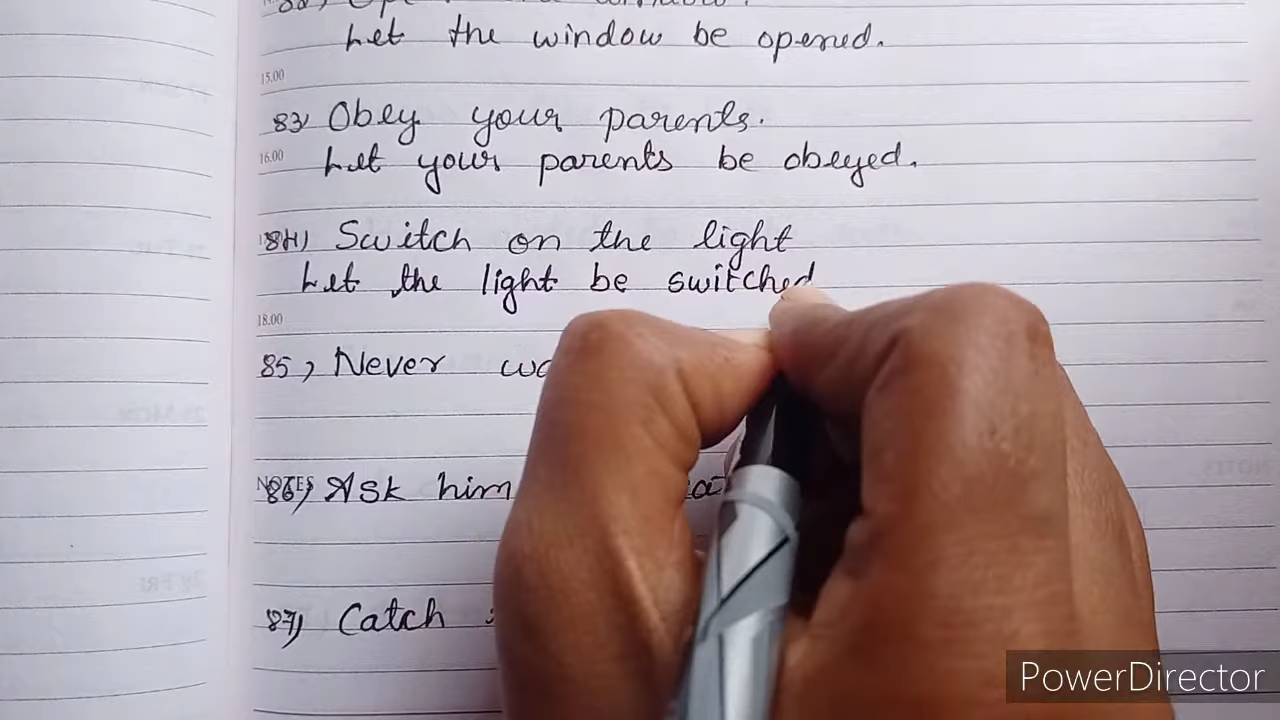 Let the window be opened.
15.00
83) Obey your parents.
16.00
Let your parents be obeyed.
84) Switch on the light
Let the light be switched
18.00
85) Never
NOTES
86) Ask him
87) Catch
PowerDirector